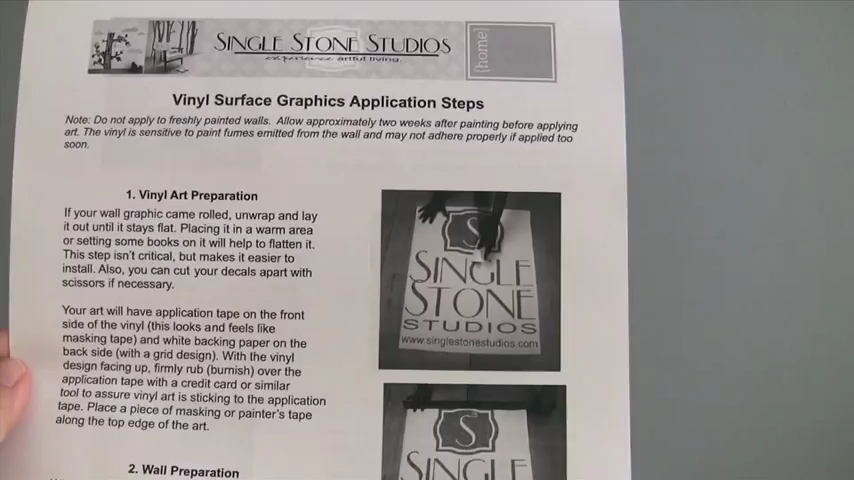 SINGLE STONE STUDIOS
experience artful living.
[home]
Vinyl Surface Graphics Application Steps
Note: Do not apply to freshly painted walls. Allow approximately two weeks after painting before applying
art. The vinyl is sensitive to paint fumes emitted from the wall and may not adhere properly if applied too
soon.
1. Vinyl Art Preparation
If your wall graphic came rolled, unwrap and lay
it out until it stays flat. Placing it in a warm area
or setting some books on it will help to flatten it.
This step isn't critical, but makes it easier to
install. Also, you can cut your decals apart with
scissors if necessary.
Your art will have application tape on the front
side of the vinyl (this looks and feels like
masking tape) and white backing paper on the
back side (with a grid design). With the vinyl
design facing up, firmly rub (burnish) over the
application tape with a credit card or similar
tool to assure vinyl art is sticking to the application
tape. Place a piece of masking or painter's tape
along the top edge of the art.
2. Wall Preparation
S
SINGLE
STONE
STUDIOS
www.singlestonestudios.com
S
SINGLE